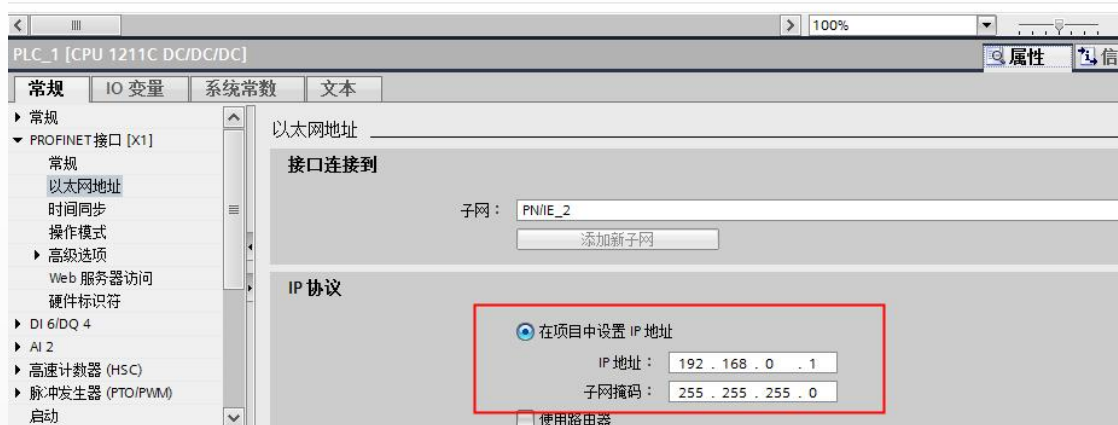 100%
PLC_1 [CPU 1211C DC/DC/DC]
属性 信
常规 IO 变量 系统常数 文本
常规
PROFINET接口 [X1]
常规
以太网地址
时间同步
操作模式
高级选项
Web 服务器访问
硬件标识符
DI 6/DQ 4
AI 2
高速计数器 (HSC)
脉冲发生器 (PTO/PWM)
启动
以太网地址
接口连接到
子网： PN/IE_2
添加新子网
IP 协议
在项目中设置 IP 地址
IP 地址： 192 . 168 . 0 . 1
子网掩码： 255 . 255 . 255 . 0
使用路由器